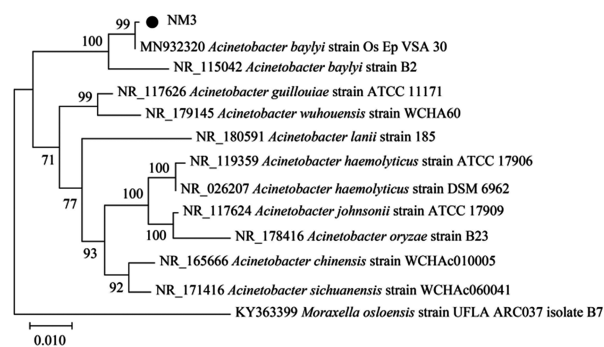 99
NM3
100
MN932320 Acinetobacter baylyi strain Os Ep VSA 30
NR_115042 Acinetobacter baylyi strain B2
99
NR_117626 Acinetobacter guillouiae strain ATCC 11171
NR_179145 Acinetobacter wuhouensis strain WCHA60
71
NR_180591 Acinetobacter lanii strain 185
77
100
NR_119359 Acinetobacter haemolyticus strain ATCC 17906
100
NR_026207 Acinetobacter haemolyticus strain DSM 6962
NR_117624 Acinetobacter johnsonii strain ATCC 17909
100
NR_178416 Acinetobacter oryzae strain B23
93
NR_165666 Acinetobacter chinensis strain WCHAc010005
92
NR_171416 Acinetobacter sichuanensis strain WCHAc060041
KY363399 Moraxella osloensis strain UFLA ARC037 isolate B7
0.010